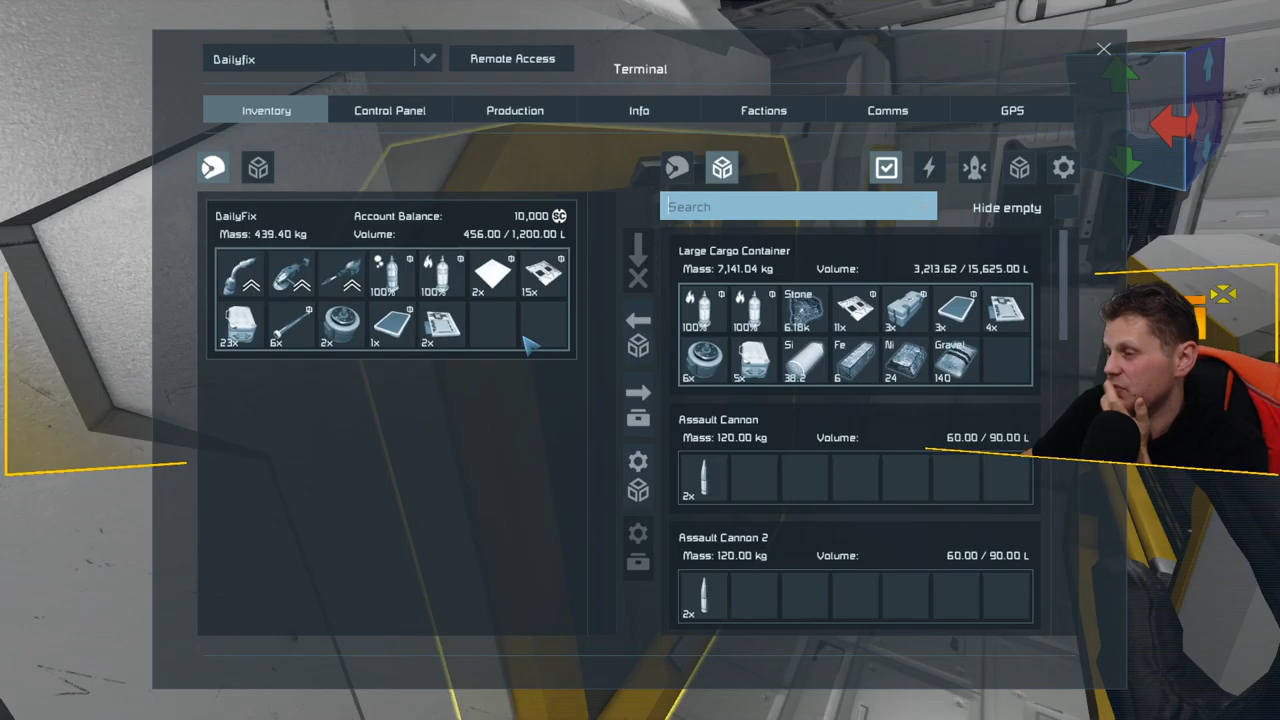 Dailyfix
Remote Access
Terminal
Inventory
Control Panel
Production
Info
Factions
Comms
GPS
Search
Hide empty
DailyFix
Account Balance: 10,000 SC
Mass: 439.40 kg
Volume: 456.00 / 1,200.00 L
100% 100% 2x 15x
23x 6x 2x 1x 2x
Large Cargo Container
Mass: 7,141.04 kg
Volume: 3,213.62 / 15,625.00 L
Stone
100% 100% 6.18k 11x 3x 3x 4x
Si Fe Ni Gravel
6x 5x 38.2 6 24 140
Assault Cannon
Mass: 120.00 kg
Volume: 60.00 / 90.00 L
2x
Assault Cannon 2
Mass: 120.00 kg
Volume: 60.00 / 90.00 L
2x